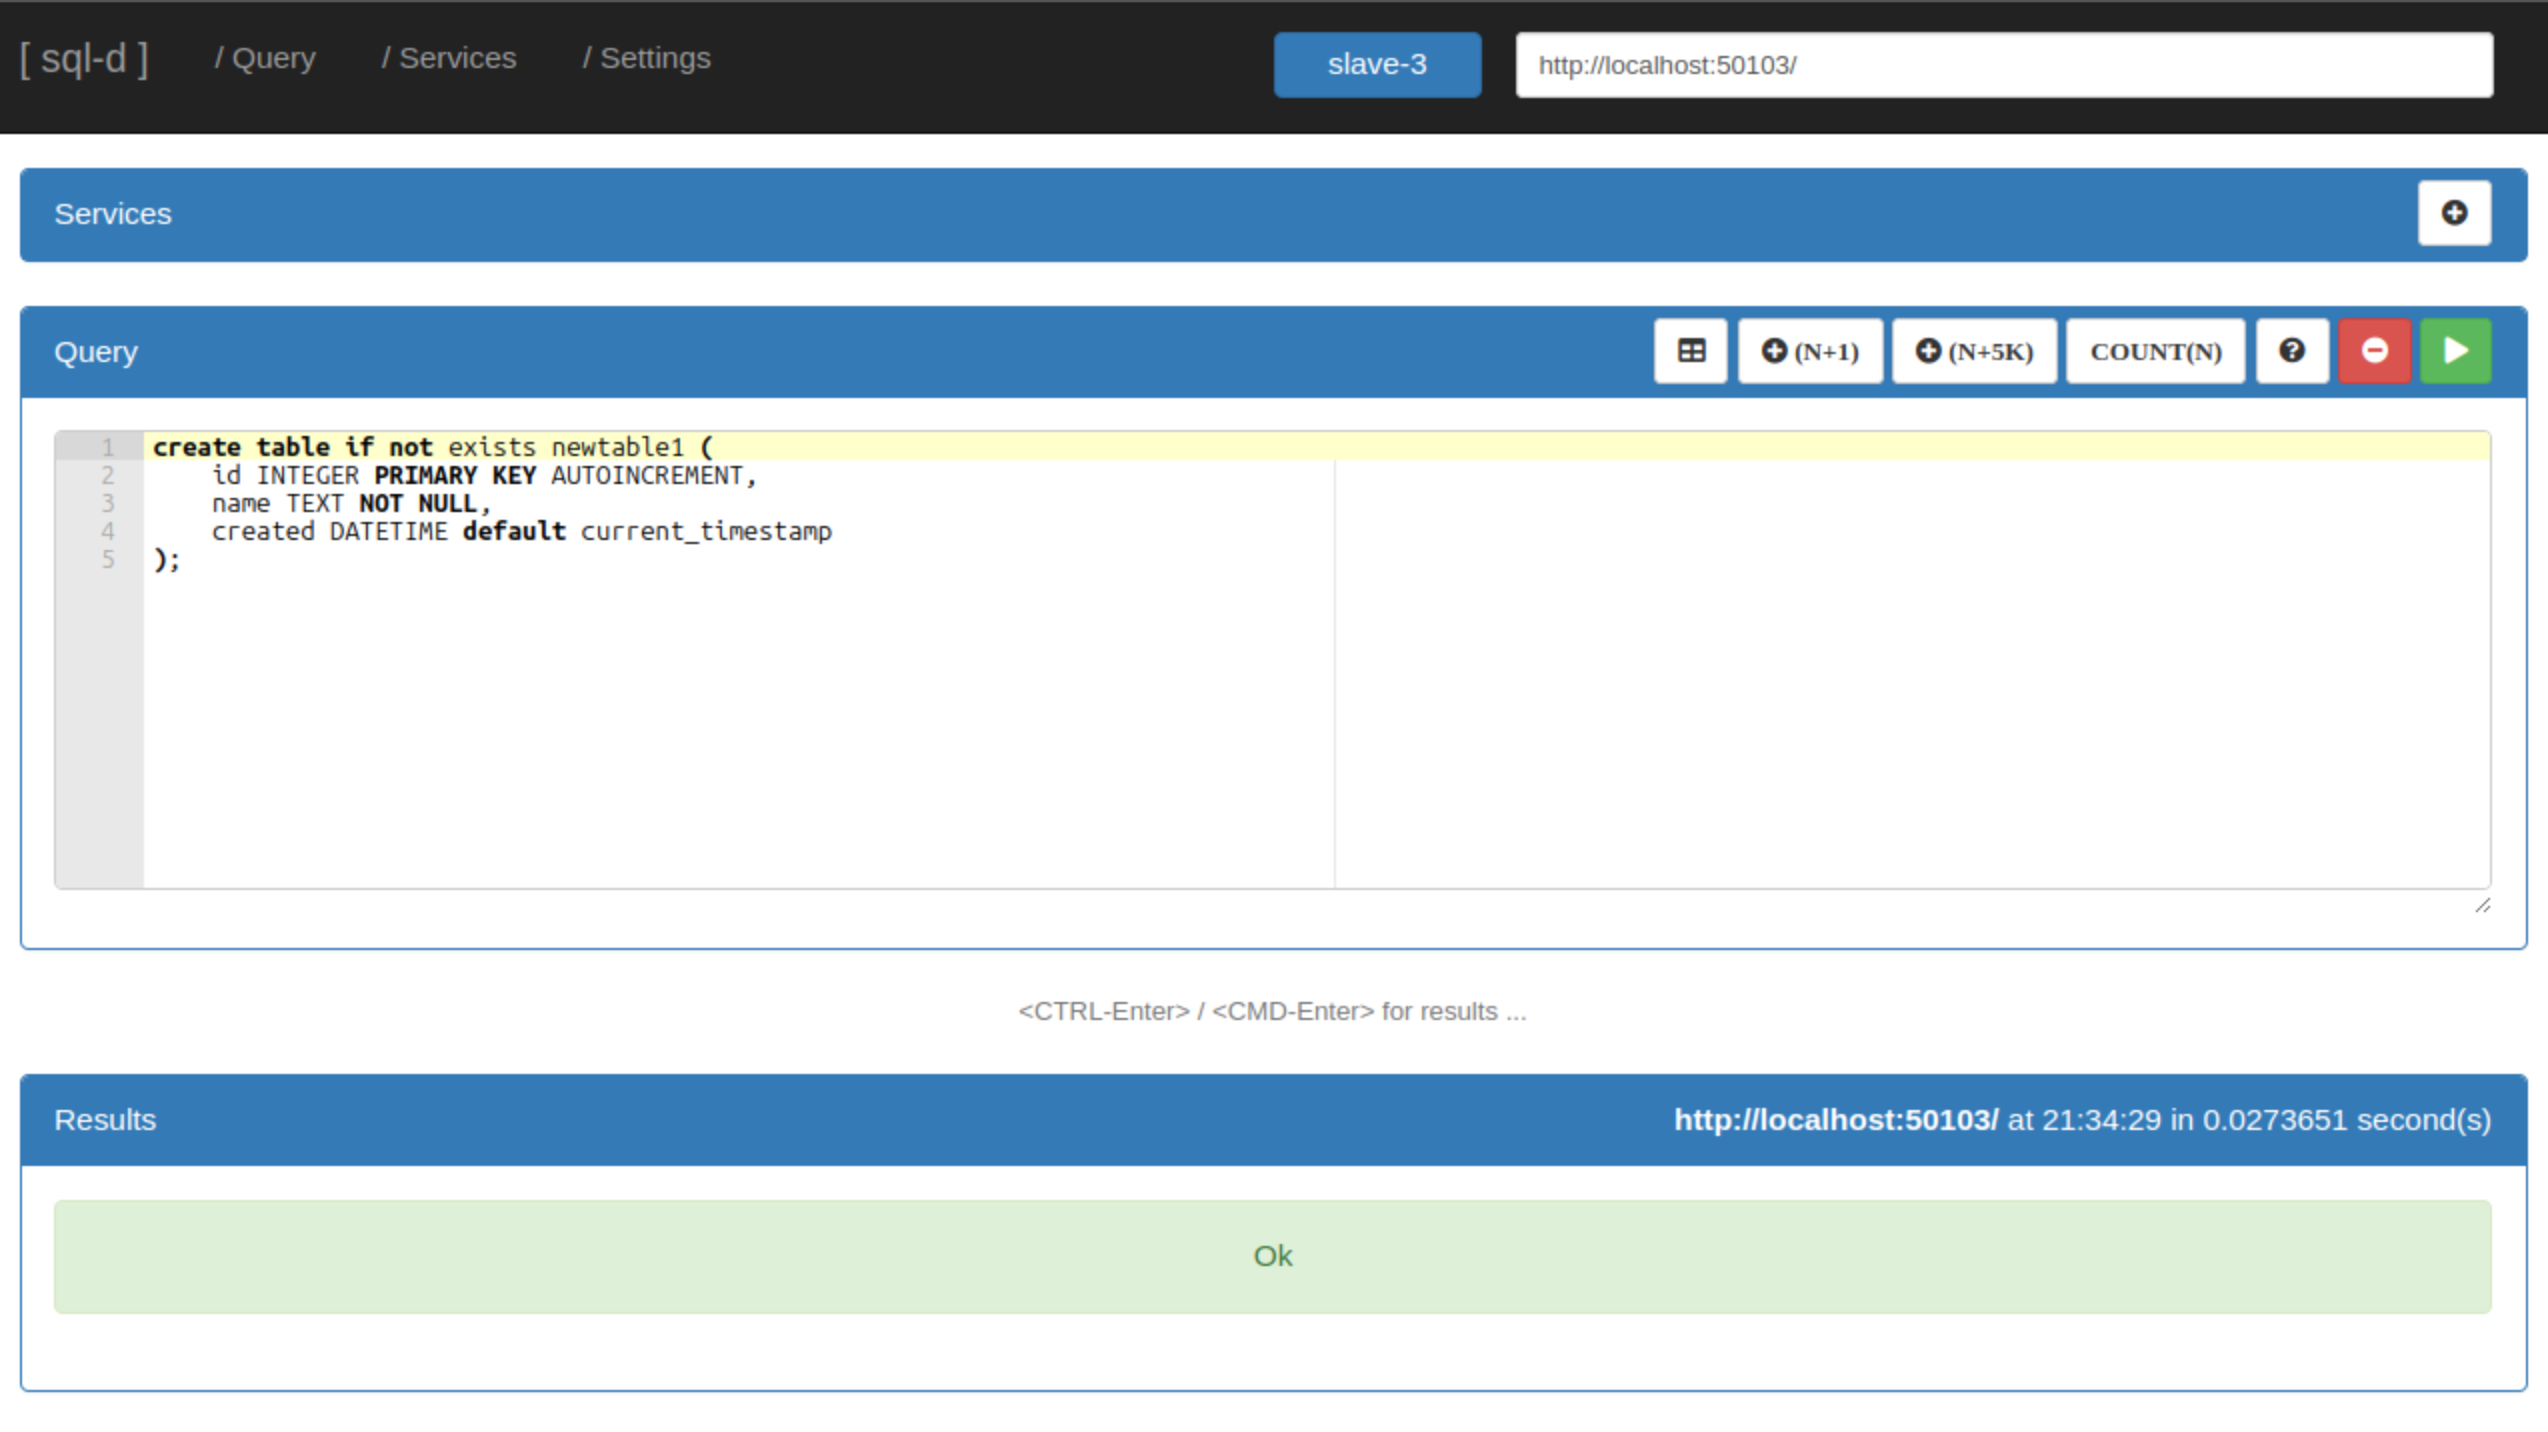 [ sql-d ] / Query / Services / Settings slave-3 http://localhost:50103/
Services
Query (N+1) (N+5K) COUNT(N)
1 create table if not exists newtable1 (
2 id INTEGER PRIMARY KEY AUTOINCREMENT,
3 name TEXT NOT NULL,
4 created DATETIME default current_timestamp
5 );
<CTRL-Enter> / <CMD-Enter> for results ...
Results http://localhost:50103/ at 21:34:29 in 0.0273651 second(s)
Ok